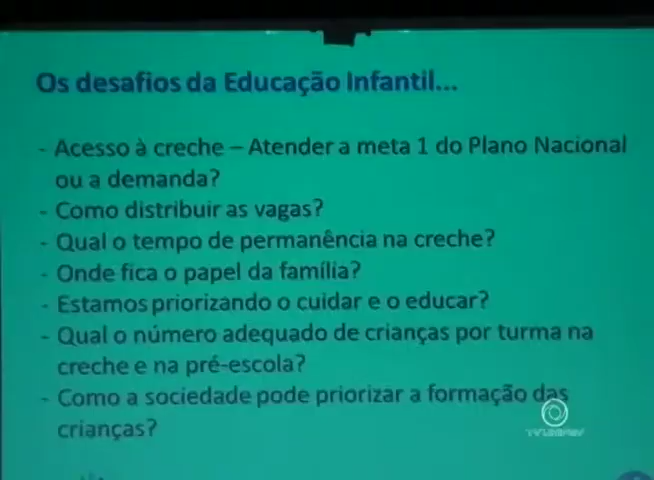 Os desafios da Educação Infantil...
- Acesso à creche – Atender a meta 1 do Plano Nacional
ou a demanda?
- Como distribuir as vagas?
- Qual o tempo de permanência na creche?
- Onde fica o papel da família?
- Estamos priorizando o cuidar e o educar?
- Qual o número adequado de crianças por turma na
creche e na pré-escola?
- Como a sociedade pode priorizar a formação das
crianças?